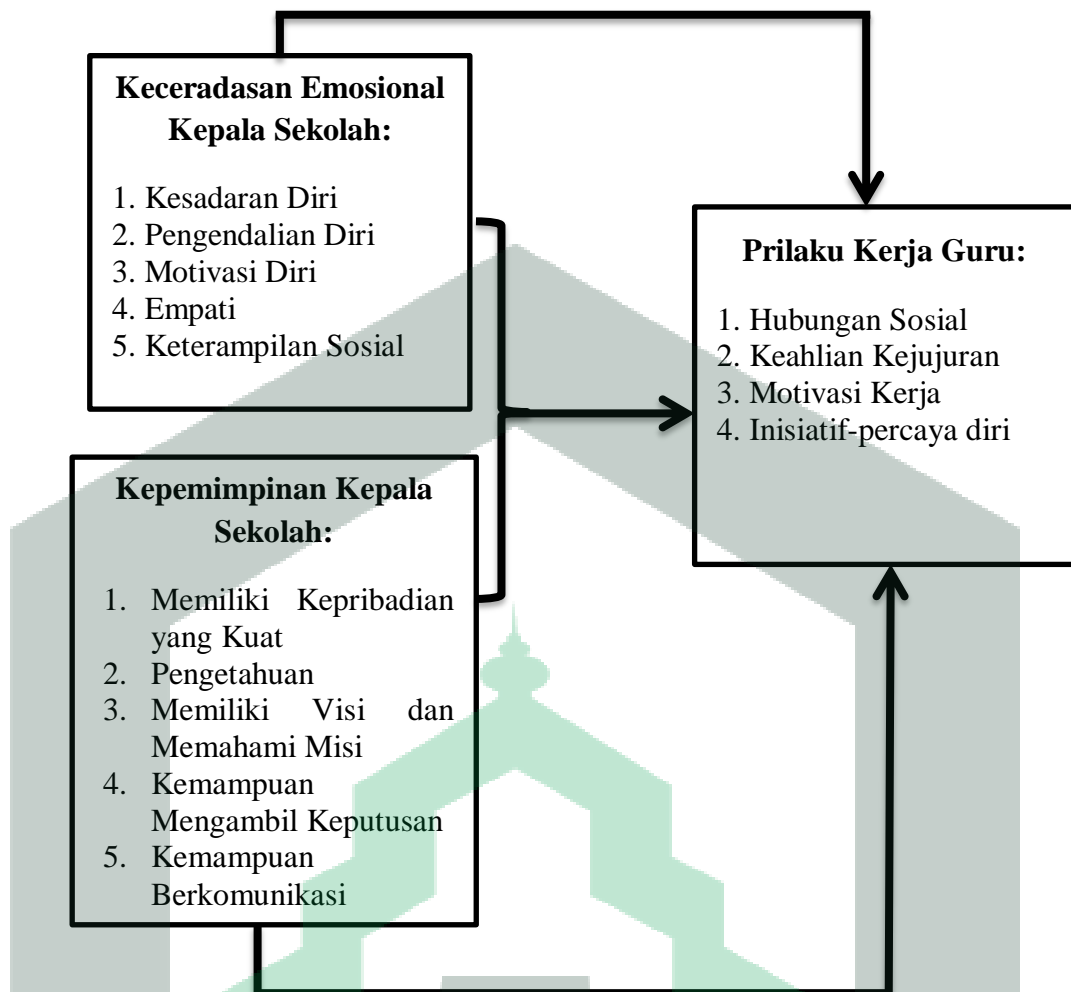 Keceradasan Emosional
Kepala Sekolah:
1. Kesadaran Diri
2. Pengendalian Diri
3. Motivasi Diri
4. Empati
5. Keterampilan Sosial
Prilaku Kerja Guru:
1. Hubungan Sosial
2. Keahlian Kejujuran
3. Motivasi Kerja
4. Inisiatif-percaya diri
Kepemimpinan Kepala
Sekolah:
1. Memiliki Kepribadian
yang Kuat
2. Pengetahuan
3. Memiliki Visi dan
Memahami Misi
4. Kemampuan
Mengambil Keputusan
5. Kemampuan
Berkomunikasi